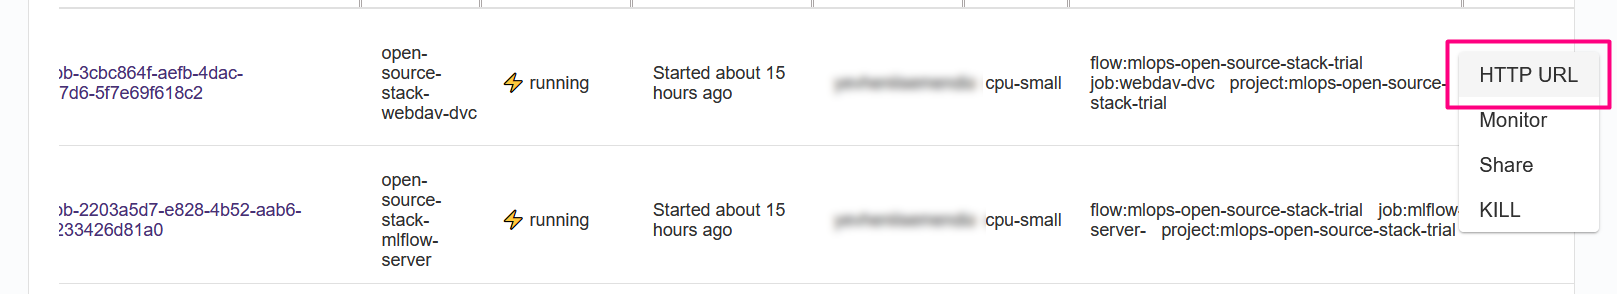 ob-3cbc864f-aefb-4dac-
7d6-5f7e69f618c2
open-
source-
stack-
webdav-dvc
running
Started about 15
hours ago
cpu-small
flow:mlops-open-source-stack-trial
job:webdav-dvc project:mlops-open-source-
stack-trial
HTTP URL
Monitor
Share
KILL
ob-2203a5d7-e828-4b52-aab6-
233426d81a0
open-
source-
stack-
mlflow-
server
running
Started about 15
hours ago
cpu-small
flow:mlops-open-source-stack-trial job:mlflow-
server- project:mlops-open-source-stack-trial